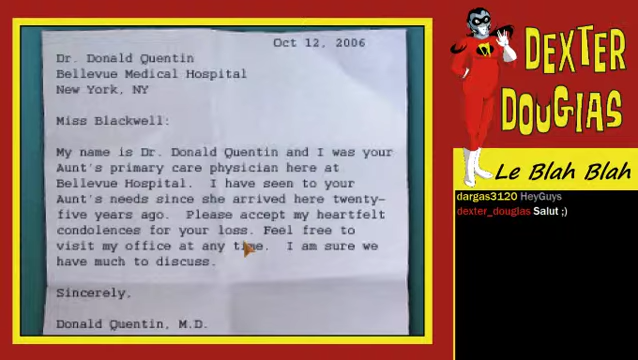 Oct 12, 2006
Dr. Donald Quentin
Bellevue Medical Hospital
New York, NY
Miss Blackwell:
My name is Dr. Donald Quentin and I was your
Aunt's primary care physician here at
Bellevue Hospital. I have seen to your
Aunt's needs since she arrived here twenty-
five years ago. Please accept my heartfelt
condolences for your loss. Feel free to
visit my office at any time. I am sure we
have much to discuss.
Sincerely,
Donald Quentin, M.D.
DEXTER
DOUGlAS
Le Blah Blah
dargas3120 HeyGuys
dexter_douglas Salut ;)